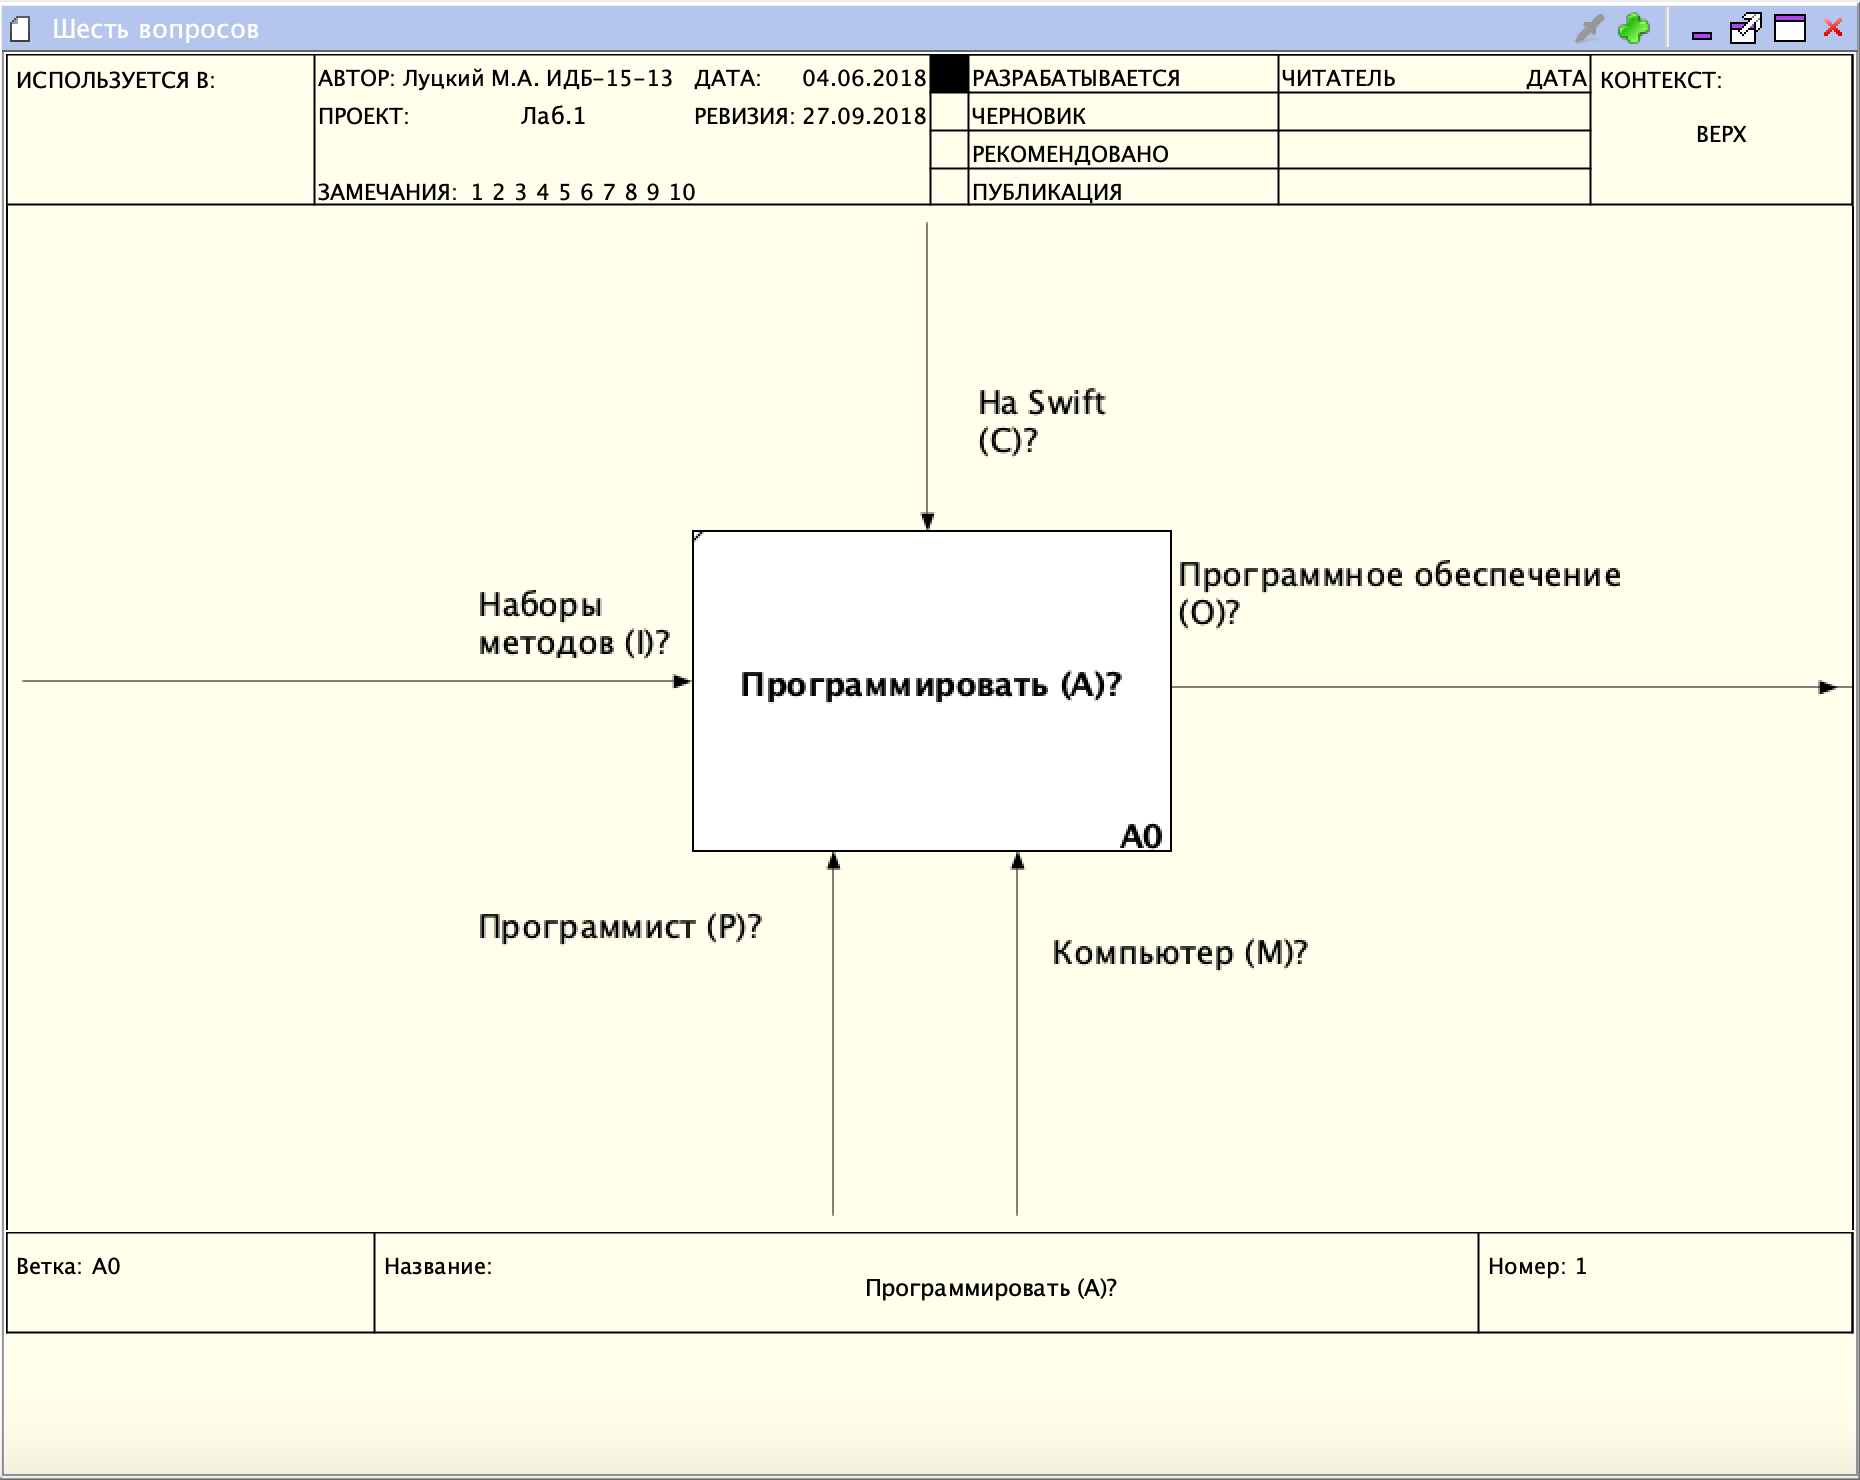 Шесть вопросов
ИСПОЛЬЗУЕТСЯ В:
АВТОР: Луцкий М.А. ИДБ-15-13 ДАТА: 04.06.2018
ПРОЕКТ: Лаб.1 РЕВИЗИЯ: 27.09.2018
ЗАМЕЧАНИЯ: 1 2 3 4 5 6 7 8 9 10
РАЗРАБАТЫВАЕТСЯ
ЧЕРНОВИК
РЕКОМЕНДОВАНО
ПУБЛИКАЦИЯ
ЧИТАТЕЛЬ ДАТА
КОНТЕКСТ:
ВЕРХ
На Swift
(C)?
Наборы
методов (I)?
Программировать (A)?
A0
Программное обеспечение
(O)?
Программист (P)?
Компьютер (M)?
Ветка: A0
Название:
Программировать (A)?
Номер: 1